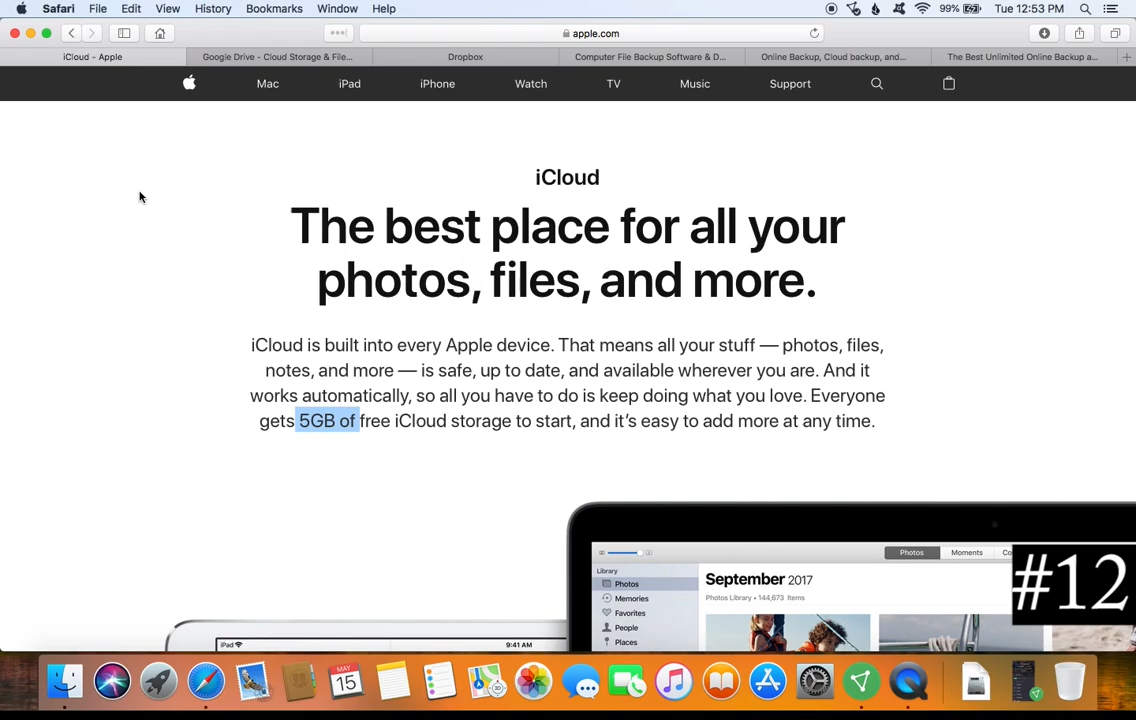 Safari File Edit View History Bookmarks Window Help 99% Tue 12:53 PM
apple.com
iCloud - Apple Google Drive - Cloud Storage & File... Dropbox Computer File Backup Software & D... Online Backup, Cloud backup, and... The Best Unlimited Online Backup a...
Mac iPad iPhone Watch TV Music Support
iCloud
The best place for all your
photos, files, and more.
iCloud is built into every Apple device. That means all your stuff — photos, files,
notes, and more — is safe, up to date, and available wherever you are. And it
works automatically, so all you have to do is keep doing what you love. Everyone
gets 5GB of free iCloud storage to start, and it's easy to add more at any time.
Photos Moments Co
Library
Photos
Memories
Favorites
People
Places
September 2017
Photos Library • 144,673 Items
#12
iPad 9:41 AM
MAY
15